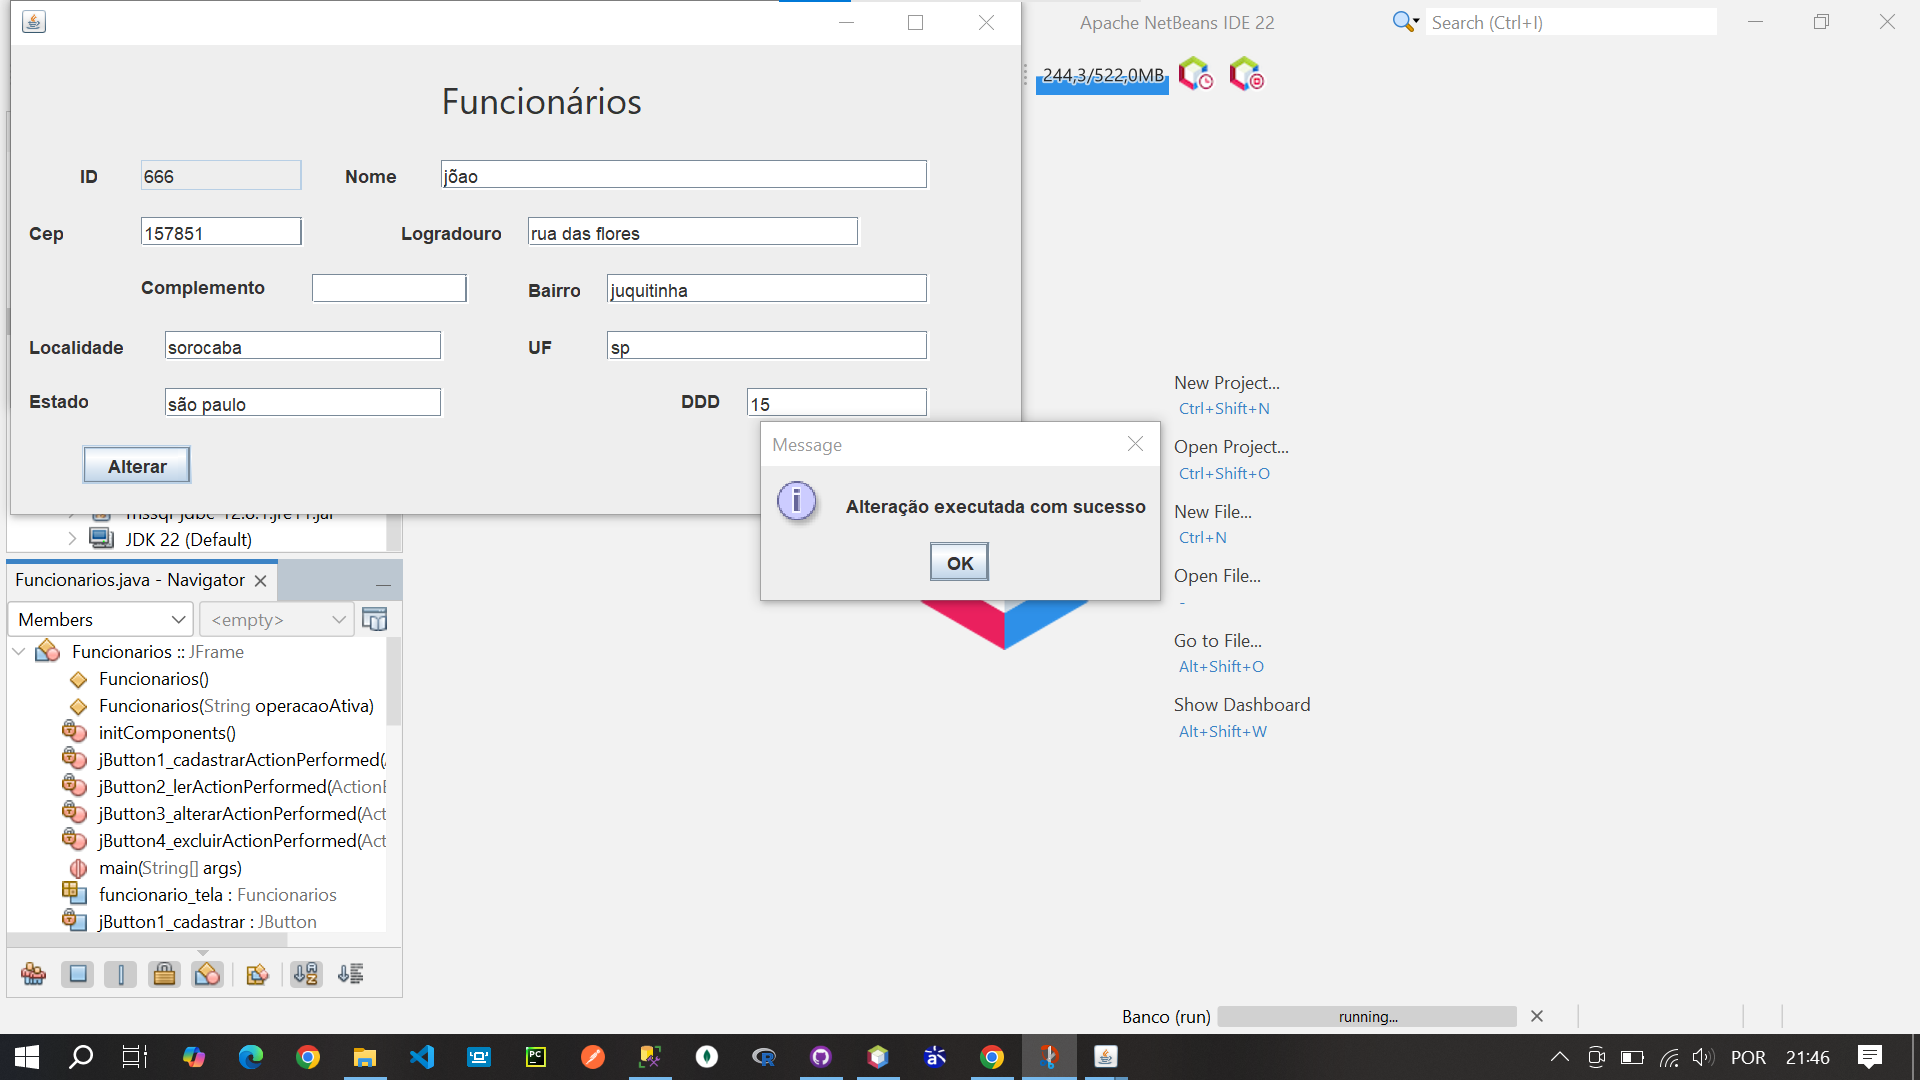 Apache NetBeans IDE 22
Search (Ctrl+I)
244,3/522,0MB
Funcionários
ID
666
Nome
jõao
Cep
157851
Logradouro
rua das flores
Complemento
Bairro
juquitinha
Localidade
sorocaba
UF
sp
Estado
são paulo
DDD
15
Alterar
Message
Alteração executada com sucesso
OK
New Project...
Ctrl+Shift+N
Open Project...
Ctrl+Shift+O
New File...
Ctrl+N
Open File...
-
Go to File...
Alt+Shift+O
Show Dashboard
Alt+Shift+W
JDK 22 (Default)
Funcionarios.java - Navigator
Members
<empty>
Funcionarios :: JFrame
Funcionarios()
Funcionarios(String operacaoAtiva)
initComponents()
jButton1_cadastrarActionPerformed(
jButton2_lerActionPerformed(ActionE
jButton3_alterarActionPerformed(Act
jButton4_excluirActionPerformed(Act
main(String[] args)
funcionario_tela : Funcionarios
jButton1_cadastrar : JButton
Banco (run)
running...
POR
21:46